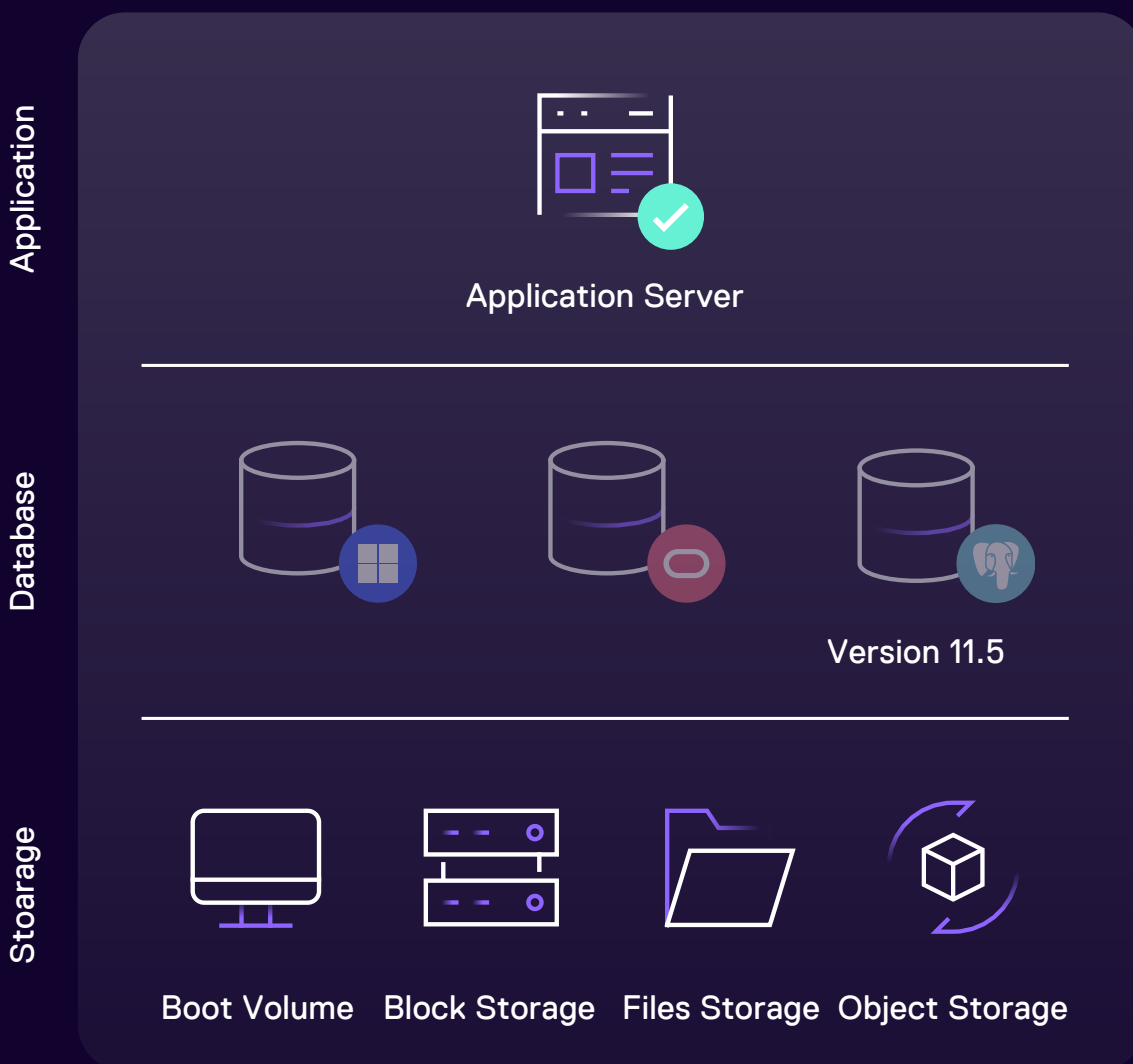 Application
Application Server
Database
Version 11.5
Stoarage
Boot Volume
Block Storage
Files Storage
Object Storage